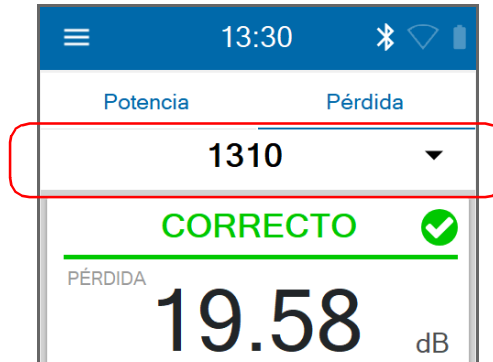 13:30
Potencia Pérdida
1310
CORRECTO
PÉRDIDA
19.58 dB